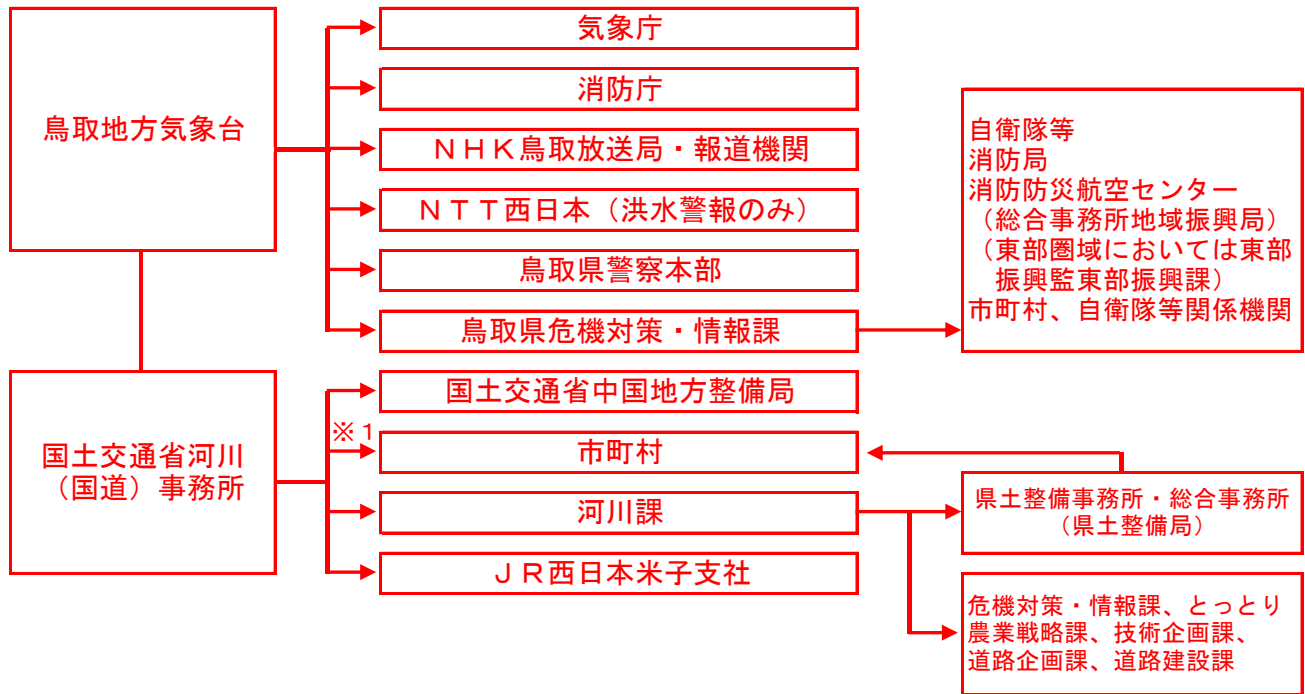 鳥取地方気象台
気象庁
消防庁
ＮＨＫ鳥取放送局・報道機関
ＮＴＴ西日本（洪水警報のみ）
鳥取県警察本部
鳥取県危機対策・情報課
自衛隊等
消防局
消防防災航空センター
（総合事務所地域振興局）
（東部圏域においては東部
振興監東部振興課）
市町村、自衛隊等関係機関
国土交通省河川
（国道）事務所
国土交通省中国地方整備局
※１
市町村
河川課
ＪＲ西日本米子支社
県土整備事務所・総合事務所
（県土整備局）
危機対策・情報課、とっとり
農業戦略課、技術企画課、
道路企画課、道路建設課